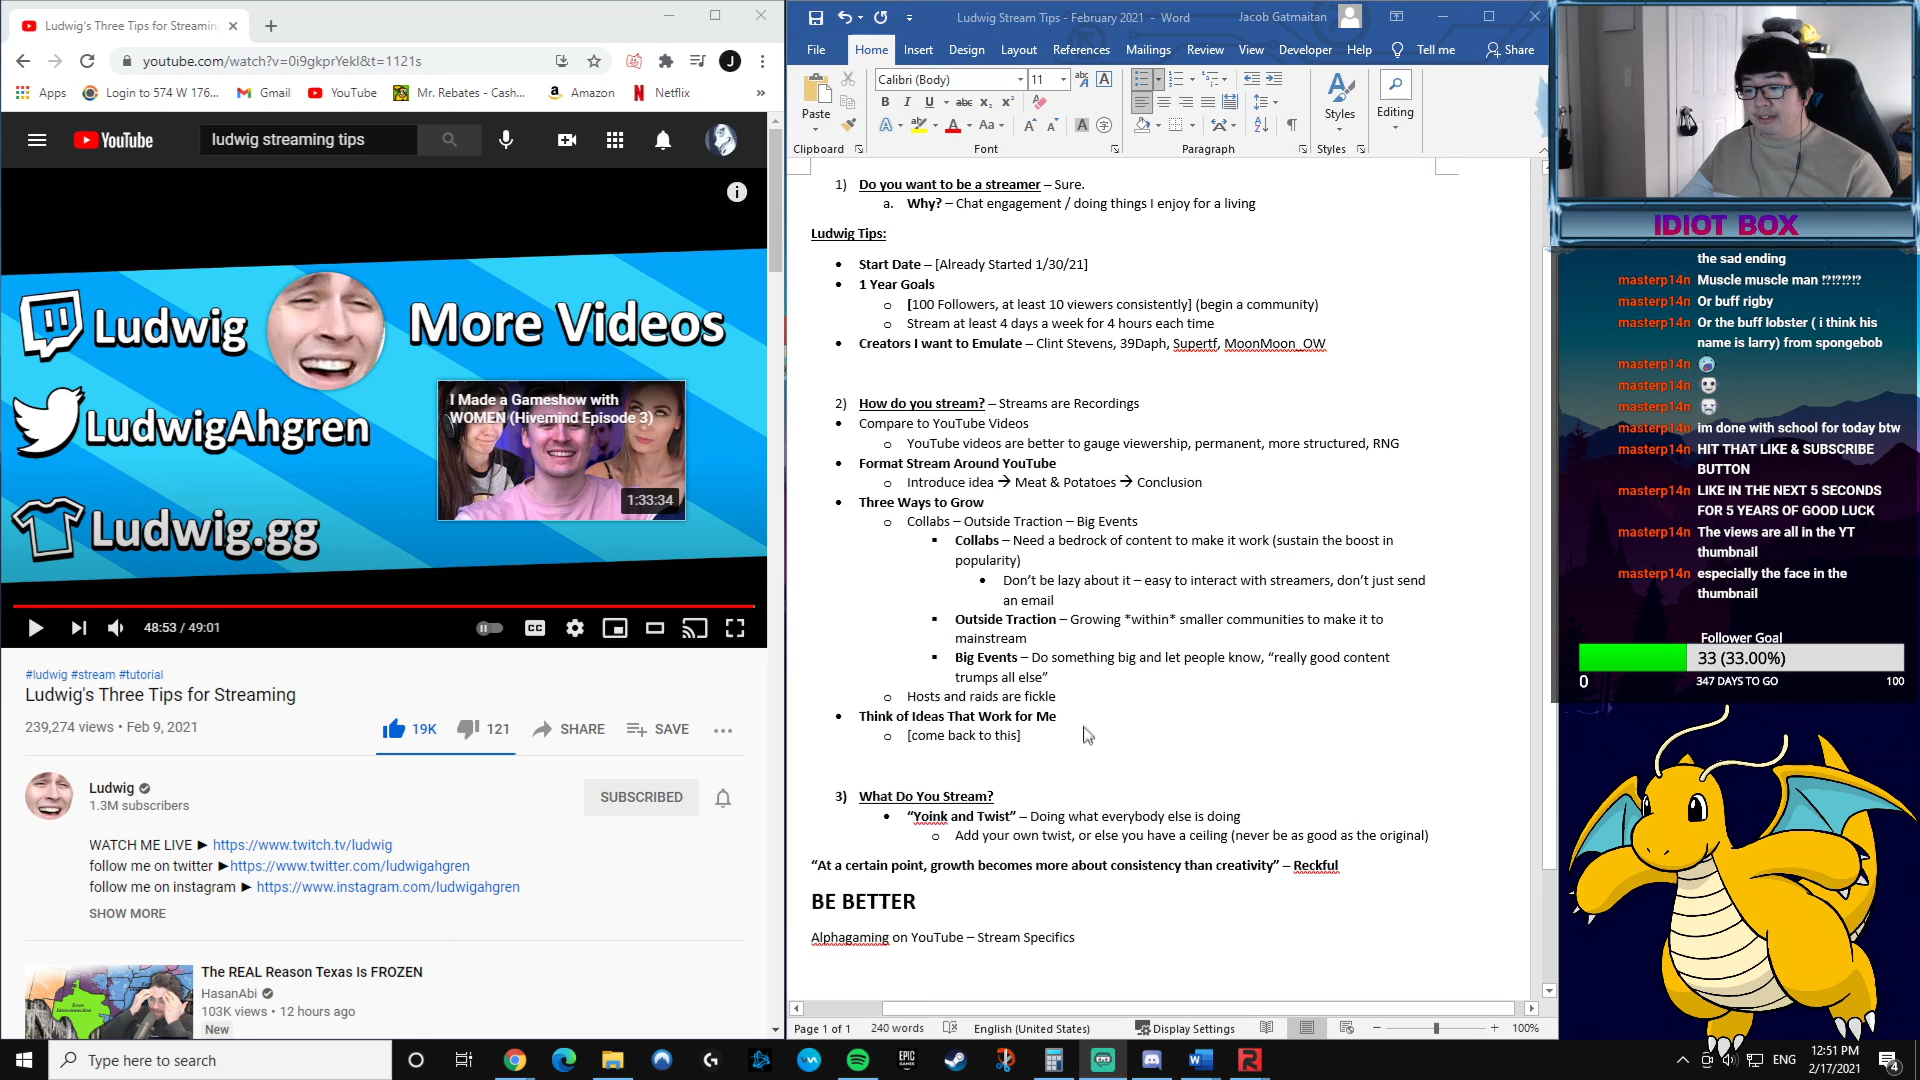 Ludwig's Three Tips for Streaming
youtube.com/watch?v=0i9gkprYekI&t=1121s
Apps
Login to 574 W 176...
Gmail
YouTube
Mr. Rebates - Cash...
Amazon
Netflix
»
YouTube
ludwig streaming tips
Ludwig
More Videos
LudwigAhgren
Ludwig.gg
I Made a Gameshow with
WOMEN (Hivemind Episode 3)
1:33:34
48:53 / 49:01
CC
#ludwig #stream #tutorial
Ludwig's Three Tips for Streaming
239,274 views • Feb 9, 2021
19K
121
SHARE
SAVE
Ludwig
1.3M subscribers
SUBSCRIBED
WATCH ME LIVE ► https://www.twitch.tv/ludwig
follow me on twitter ►https://www.twitter.com/ludwigahgren
follow me on instagram ► https://www.instagram.com/ludwigahgren
SHOW MORE
The REAL Reason Texas Is FROZEN
HasanAbi
103K views • 12 hours ago
New
Ludwig Stream Tips - February 2021 - Word
Jacob Gatmaitan
File
Home
Insert
Design
Layout
References
Mailings
Review
View
Developer
Help
Tell me
Share
Paste
Calibri (Body)
11
Styles
Editing
Clipboard
Font
Paragraph
Styles
1) Do you want to be a streamer – Sure.
a. Why? – Chat engagement / doing things I enjoy for a living
Ludwig Tips:
• Start Date – [Already Started 1/30/21]
• 1 Year Goals
o [100 Followers, at least 10 viewers consistently] (begin a community)
o Stream at least 4 days a week for 4 hours each time
• Creators I want to Emulate – Clint Stevens, 39Daph, Supertf, MoonMoon_OW
2) How do you stream? – Streams are Recordings
• Compare to YouTube Videos
o YouTube videos are better to gauge viewership, permanent, more structured, RNG
• Format Stream Around YouTube
o Introduce idea → Meat & Potatoes → Conclusion
• Three Ways to Grow
o Collabs – Outside Traction – Big Events
▪ Collabs – Need a bedrock of content to make it work (sustain the boost in
popularity)
• Don't be lazy about it – easy to interact with streamers, don't just send
an email
▪ Outside Traction – Growing *within* smaller communities to make it to
mainstream
▪ Big Events – Do something big and let people know, “really good content
trumps all else”
o Hosts and raids are fickle
• Think of Ideas That Work for Me
o [come back to this]
3) What Do You Stream?
• “Yoink and Twist” – Doing what everybody else is doing
o Add your own twist, or else you have a ceiling (never be as good as the original)
“At a certain point, growth becomes more about consistency than creativity” – Reckful
BE BETTER
Alphagaming on YouTube – Stream Specifics
Page 1 of 1
240 words
English (United States)
Display Settings
100%
IDIOT BOX
the sad ending
masterp14n Muscle muscle man !?!?!?!?
masterp14n Or buff rigby
masterp14n Or the buff lobster ( i think his
name is larry) from spongebob
masterp14n
masterp14n
masterp14n
masterp14n im done with school for today btw
masterp14n HIT THAT LIKE & SUBSCRIBE
BUTTON
masterp14n LIKE IN THE NEXT 5 SECONDS
FOR 5 YEARS OF GOOD LUCK
masterp14n The views are all in the YT
thumbnail
masterp14n especially the face in the
thumbnail
Follower Goal
33 (33.00%)
0
347 DAYS TO GO
100
Type here to search
ENG
12:51 PM
2/17/2021
4